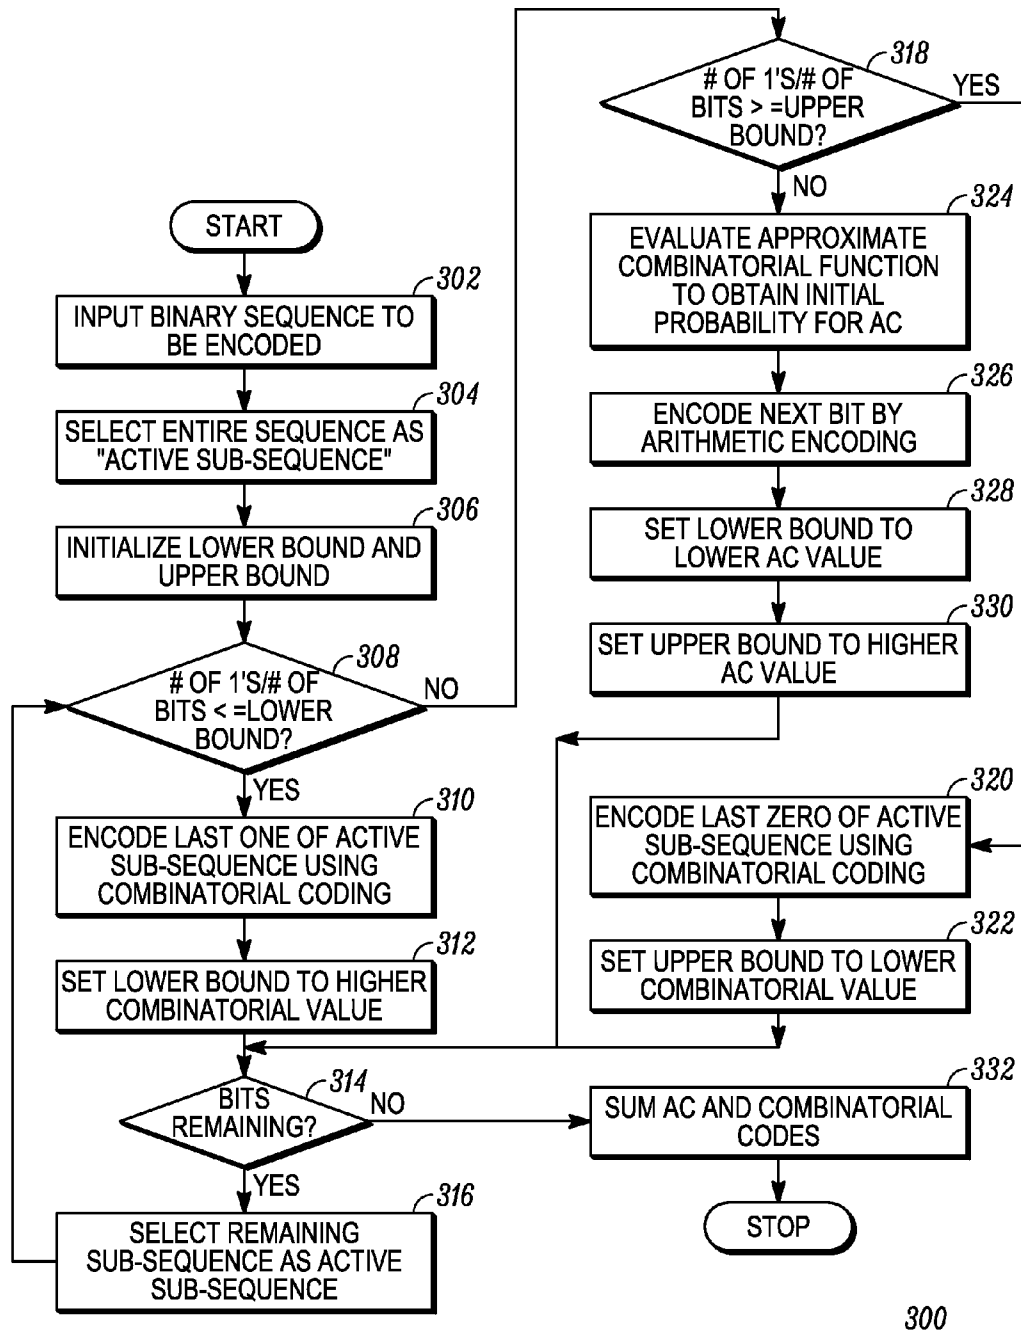 START
302
INPUT BINARY SEQUENCE TO
BE ENCODED
304
SELECT ENTIRE SEQUENCE AS
"ACTIVE SUB-SEQUENCE"
306
INITIALIZE LOWER BOUND AND
UPPER BOUND
308
# OF 1'S/# OF
BITS < =LOWER
BOUND?
NO
YES
310
ENCODE LAST ONE OF ACTIVE
SUB-SEQUENCE USING
COMBINATORIAL CODING
312
SET LOWER BOUND TO HIGHER
COMBINATORIAL VALUE
314
BITS
REMAINING?
NO
YES
316
SELECT REMAINING
SUB-SEQUENCE AS ACTIVE
SUB-SEQUENCE
318
# OF 1'S/# OF
BITS > =UPPER
BOUND?
YES
NO
324
EVALUATE APPROXIMATE
COMBINATORIAL FUNCTION
TO OBTAIN INITIAL
PROBABILITY FOR AC
326
ENCODE NEXT BIT BY
ARITHMETIC ENCODING
328
SET LOWER BOUND TO
LOWER AC VALUE
330
SET UPPER BOUND TO HIGHER
AC VALUE
320
ENCODE LAST ZERO OF ACTIVE
SUB-SEQUENCE USING
COMBINATORIAL CODING
322
SET UPPER BOUND TO LOWER
COMBINATORIAL VALUE
332
SUM AC AND COMBINATORIAL
CODES
STOP
300